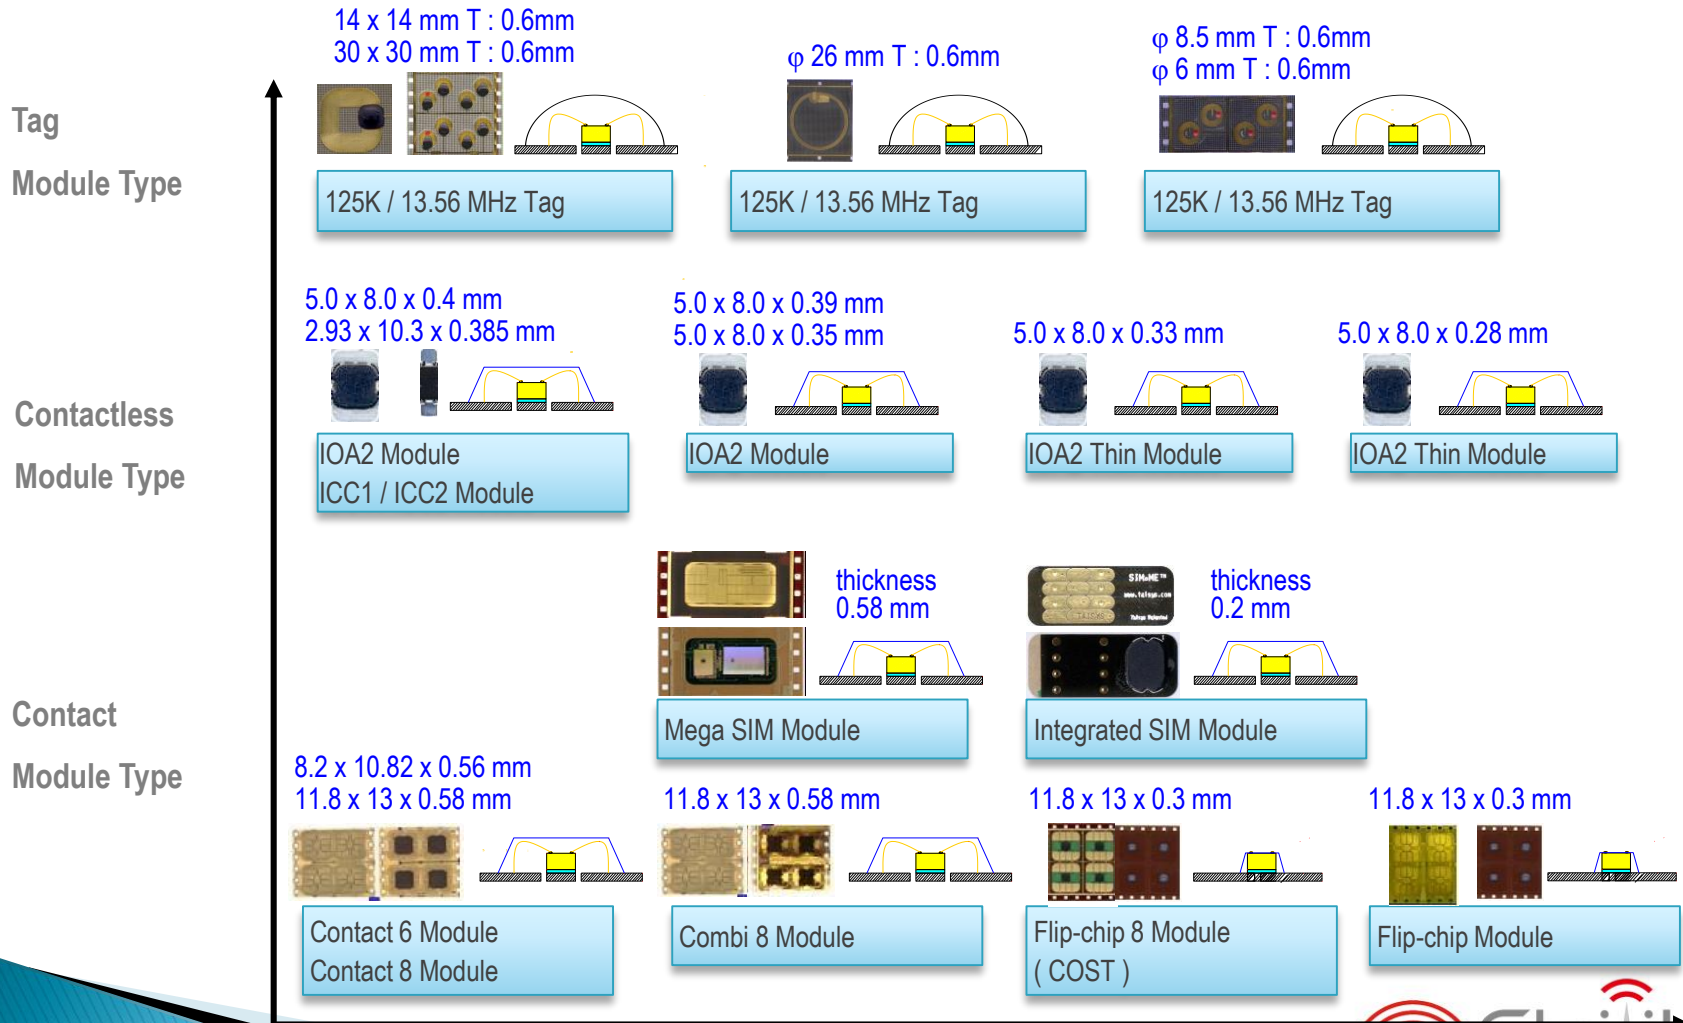 14 x 14 mm T : 0.6mm
30 x 30 mm T : 0.6mm
φ 26 mm T : 0.6mm
φ 8.5 mm T : 0.6mm
φ 6 mm T : 0.6mm
Tag
Module Type
125K / 13.56 MHz Tag
125K / 13.56 MHz Tag
125K / 13.56 MHz Tag
5.0 x 8.0 x 0.4 mm
2.93 x 10.3 x 0.385 mm
5.0 x 8.0 x 0.39 mm
5.0 x 8.0 x 0.35 mm
5.0 x 8.0 x 0.33 mm
5.0 x 8.0 x 0.28 mm
Contactless
Module Type
IOA2 Module
ICC1 / ICC2 Module
IOA2 Module
IOA2 Thin Module
IOA2 Thin Module
thickness
0.58 mm
SIMoME™
www.taisys.com
thickness
0.2 mm
Contact
Module Type
Mega SIM Module
Integrated SIM Module
8.2 x 10.82 x 0.56 mm
11.8 x 13 x 0.58 mm
11.8 x 13 x 0.58 mm
11.8 x 13 x 0.3 mm
11.8 x 13 x 0.3 mm
Contact 6 Module
Contact 8 Module
Combi 8 Module
Flip-chip 8 Module
( COST )
Flip-chip Module